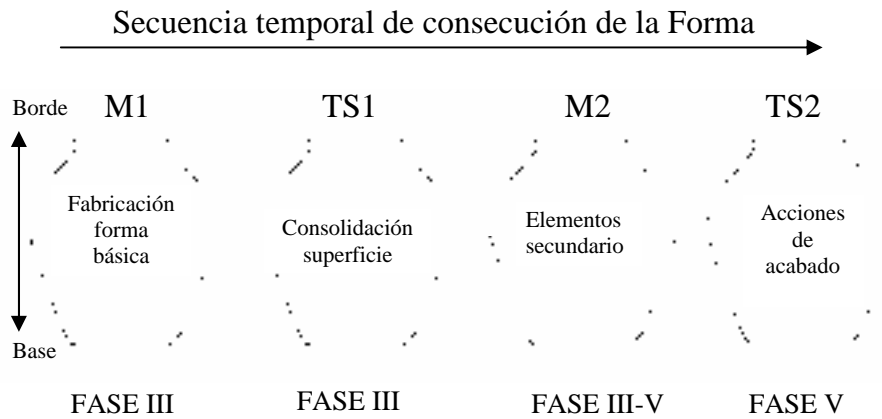 Secuencia temporal de consecución de la Forma
Borde
M1
TS1
M2
TS2
Fabricación
forma
básica
Consolidación
superficie
Elementos
secundario
Acciones
de
acabado
Base
FASE III
FASE III
FASE III-V
FASE V